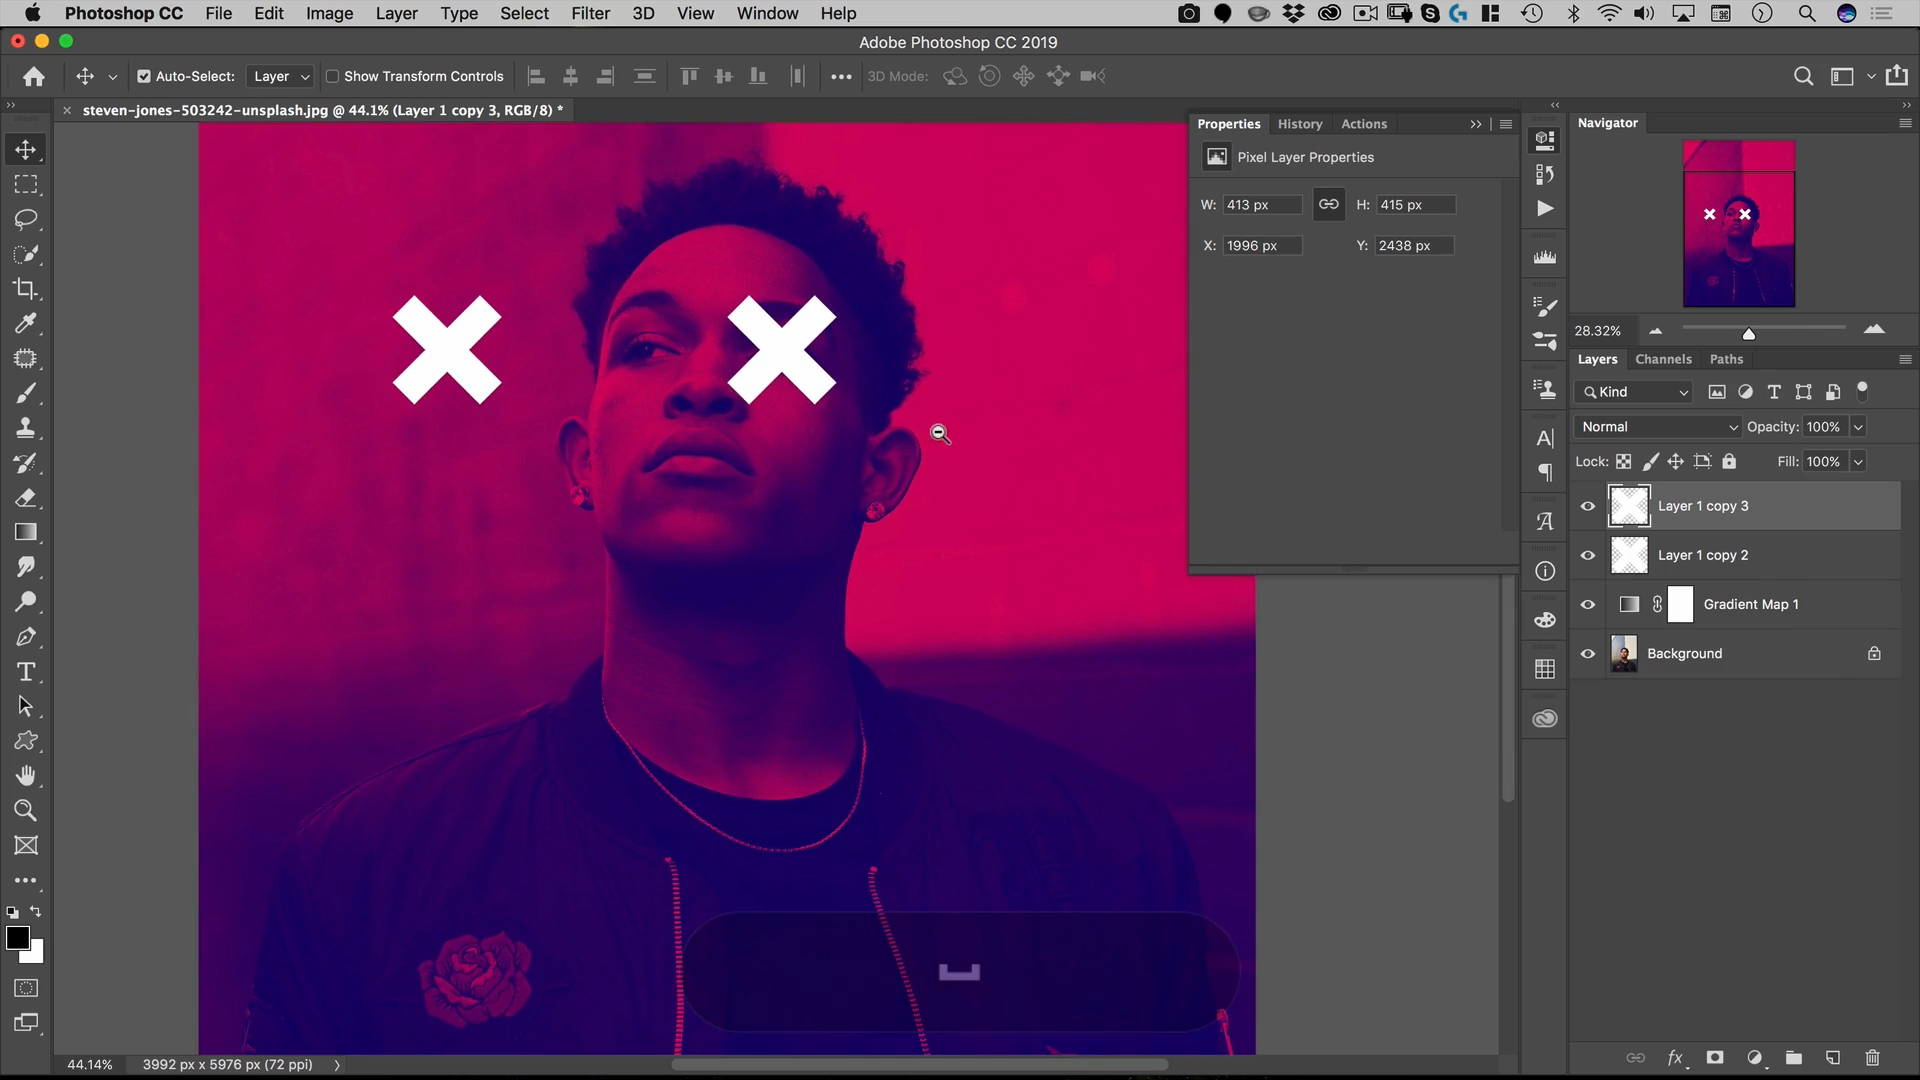 Photoshop CC File Edit Image Layer Type Select Filter 3D View Window Help
Adobe Photoshop CC 2019
Auto-Select: Layer Show Transform Controls 3D Mode:
steven-jones-503242-unsplash.jpg @ 44.1% (Layer 1 copy 3, RGB/8) *
Properties History Actions
Pixel Layer Properties
W: 413 px H: 415 px
X: 1996 px Y: 2438 px
Navigator
28.32%
Layers Channels Paths
Kind
Normal Opacity: 100%
Lock: Fill: 100%
Layer 1 copy 3
Layer 1 copy 2
Gradient Map 1
Background
fx
44.14% 3992 px x 5976 px (72 ppi)